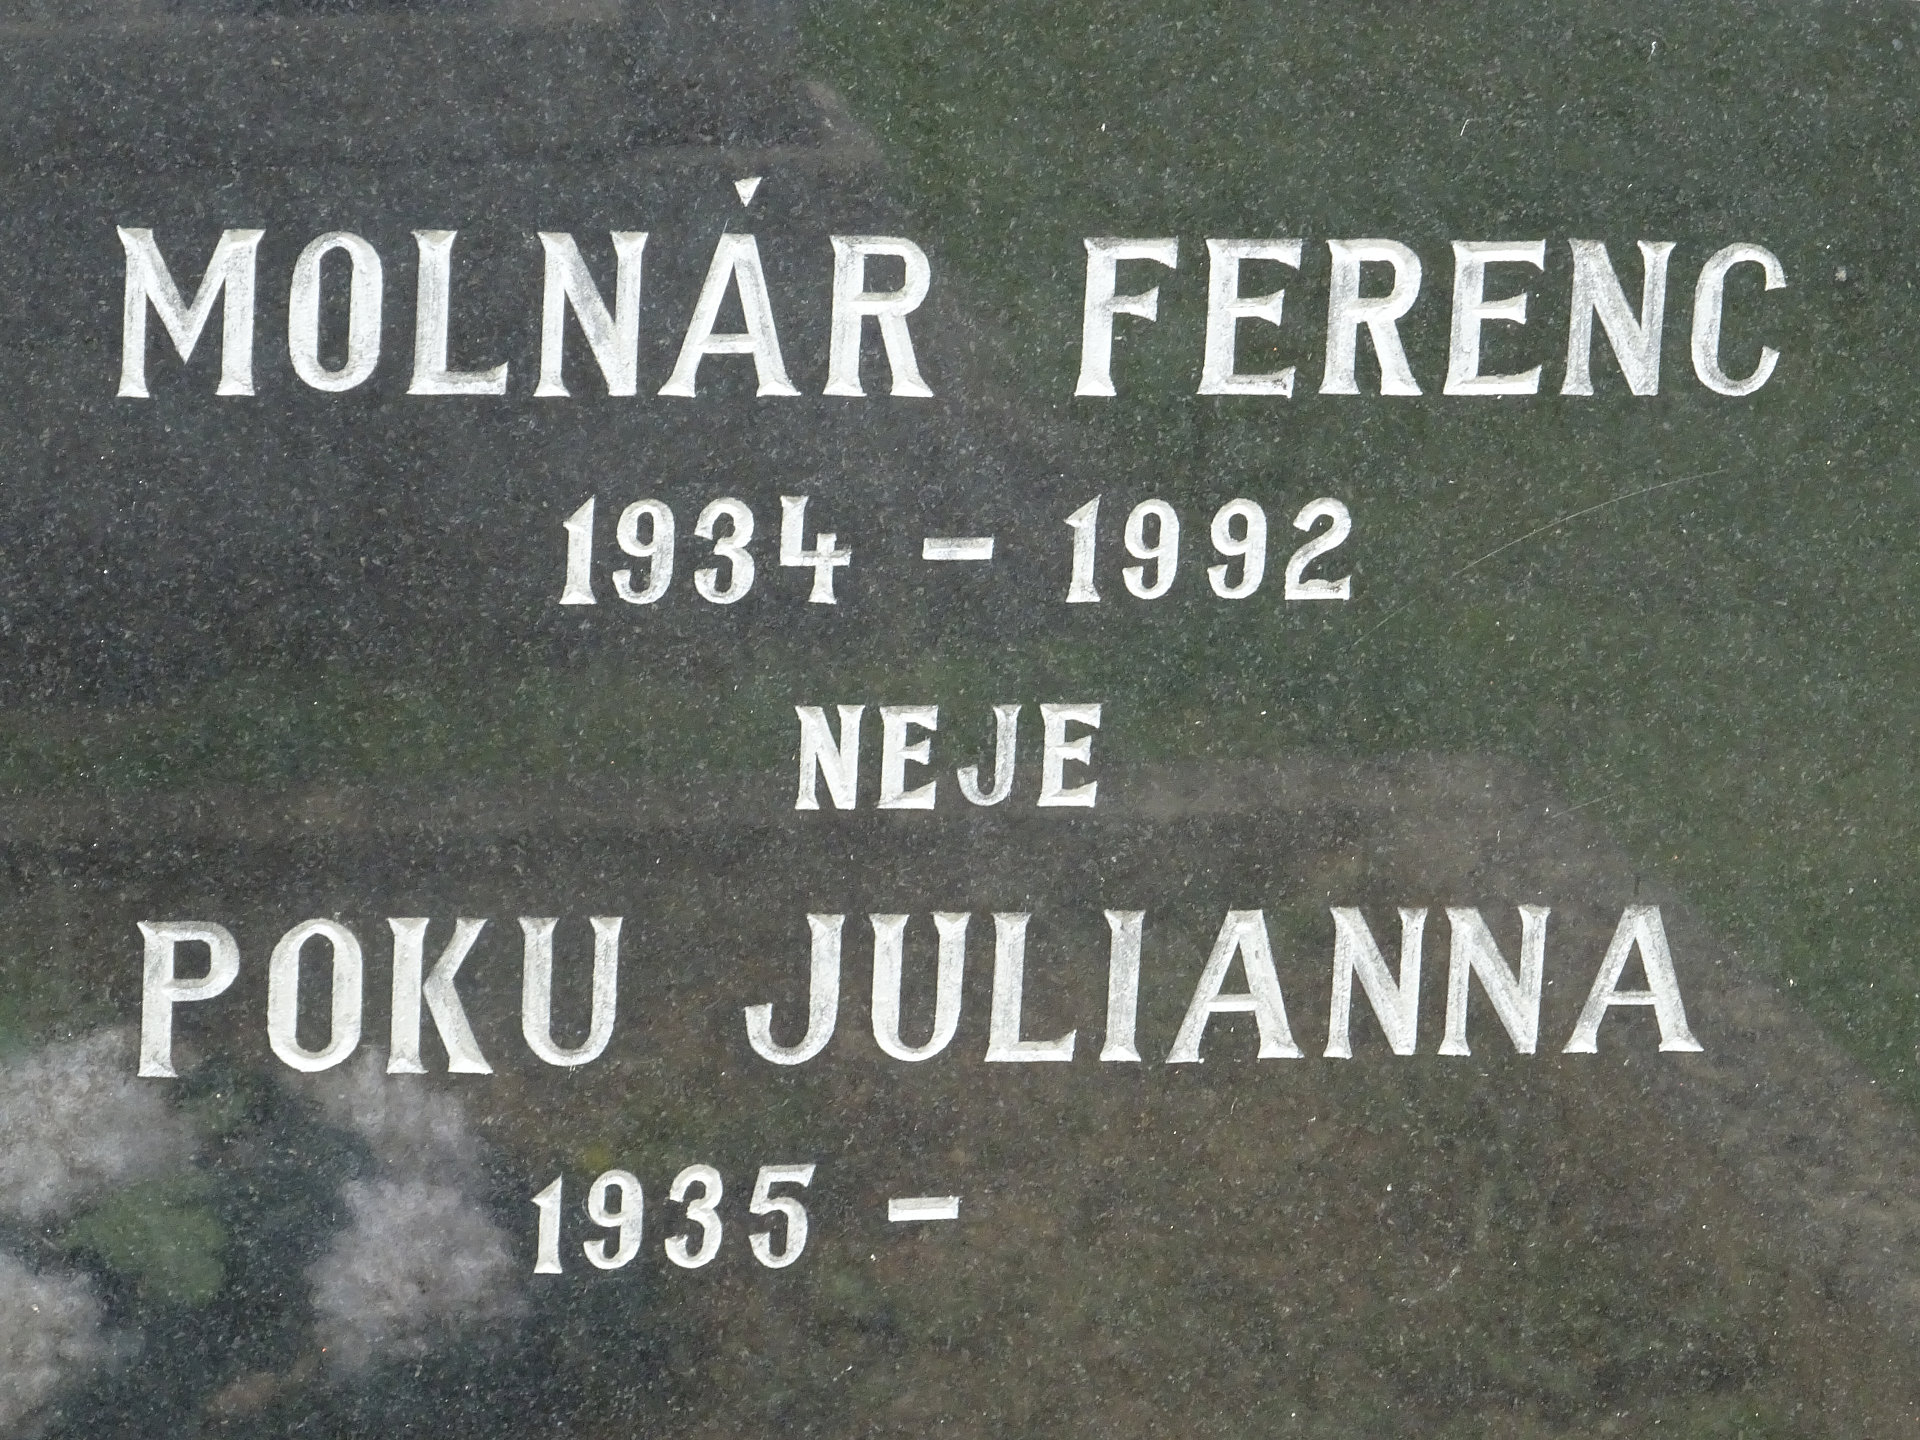 MOLNÁR FERENC
1934 - 1992
NEJE
POKU JULIANNA
1935 -